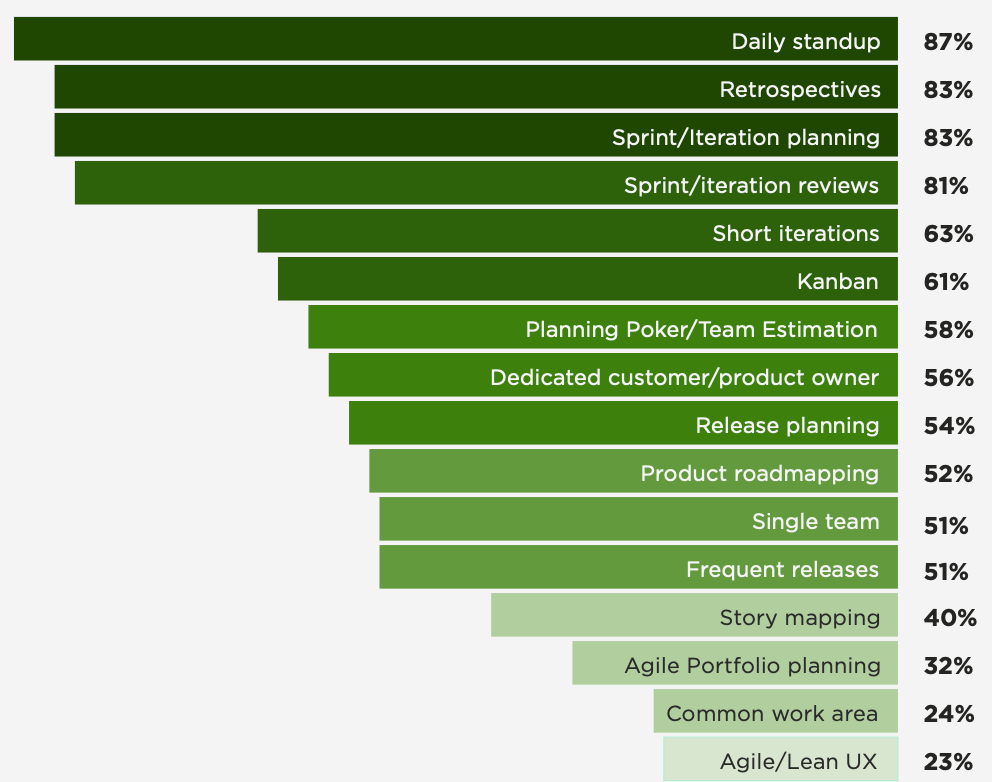 Daily standup 87%
Retrospectives 83%
Sprint/Iteration planning 83%
Sprint/iteration reviews 81%
Short iterations 63%
Kanban 61%
Planning Poker/Team Estimation 58%
Dedicated customer/product owner 56%
Release planning 54%
Product roadmapping 52%
Single team 51%
Frequent releases 51%
Story mapping 40%
Agile Portfolio planning 32%
Common work area 24%
Agile/Lean UX 23%